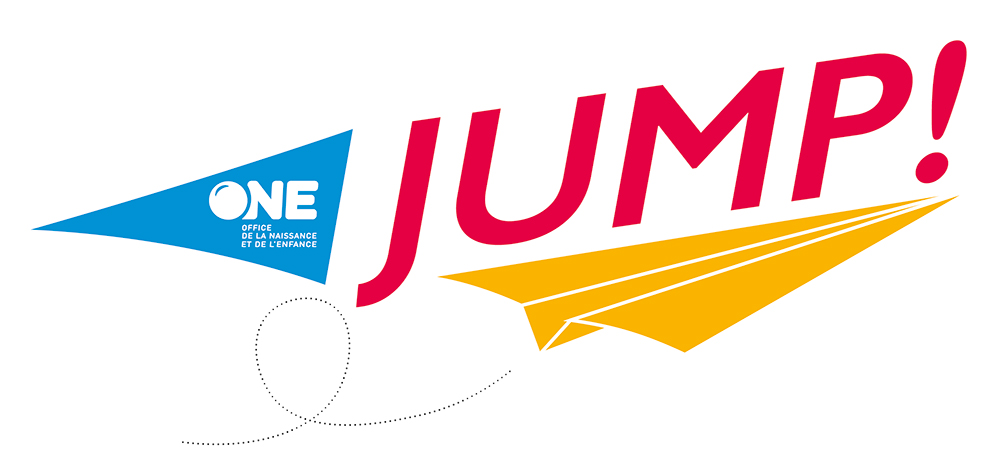 ONE
OFFICE
DE LA NAISSANCE
ET DE L'ENFANCE
JUMP!